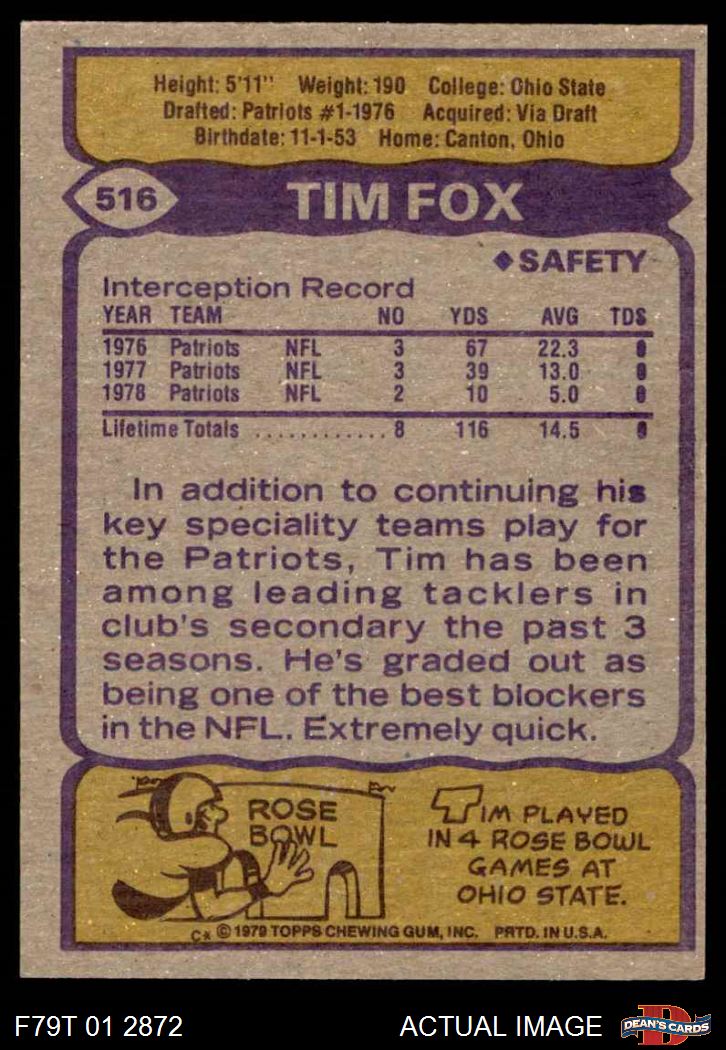 Height: 5'11" Weight: 190 College: Ohio State
Drafted: Patriots #1-1976 Acquired: Via Draft
Birthdate: 11-1-53 Home: Canton, Ohio
516 TIM FOX
◆SAFETY
Interception Record
YEAR TEAM NO YDS AVG TDS
1976 Patriots NFL 3 67 22.3 0
1977 Patriots NFL 3 39 13.0 0
1978 Patriots NFL 2 10 5.0 0
Lifetime Totals ............ 8 116 14.5 0
In addition to continuing his
key speciality teams play for
the Patriots, Tim has been
among leading tacklers in
club's secondary the past 3
seasons. He's graded out as
being one of the best blockers
in the NFL. Extremely quick.
ROSE
BOWL
TIM PLAYED
IN 4 ROSE BOWL
GAMES AT
OHIO STATE.
C* © 1979 TOPPS CHEWING GUM, INC. PRTD. IN U.S.A.
F79T 01 2872 ACTUAL IMAGE D DEAN'S CARDS